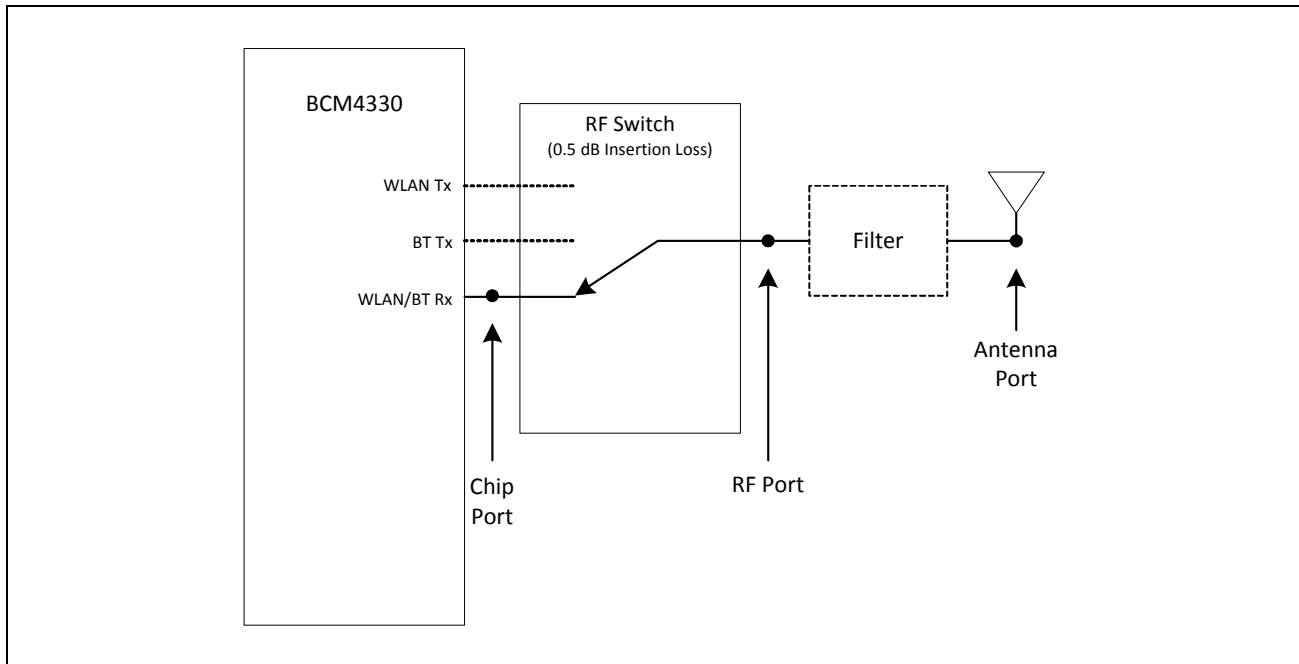 BCM4330
RF Switch
(0.5 dB Insertion Loss)
WLAN Tx
BT Tx
WLAN/BT Rx
Filter
Chip
Port
RF Port
Antenna
Port